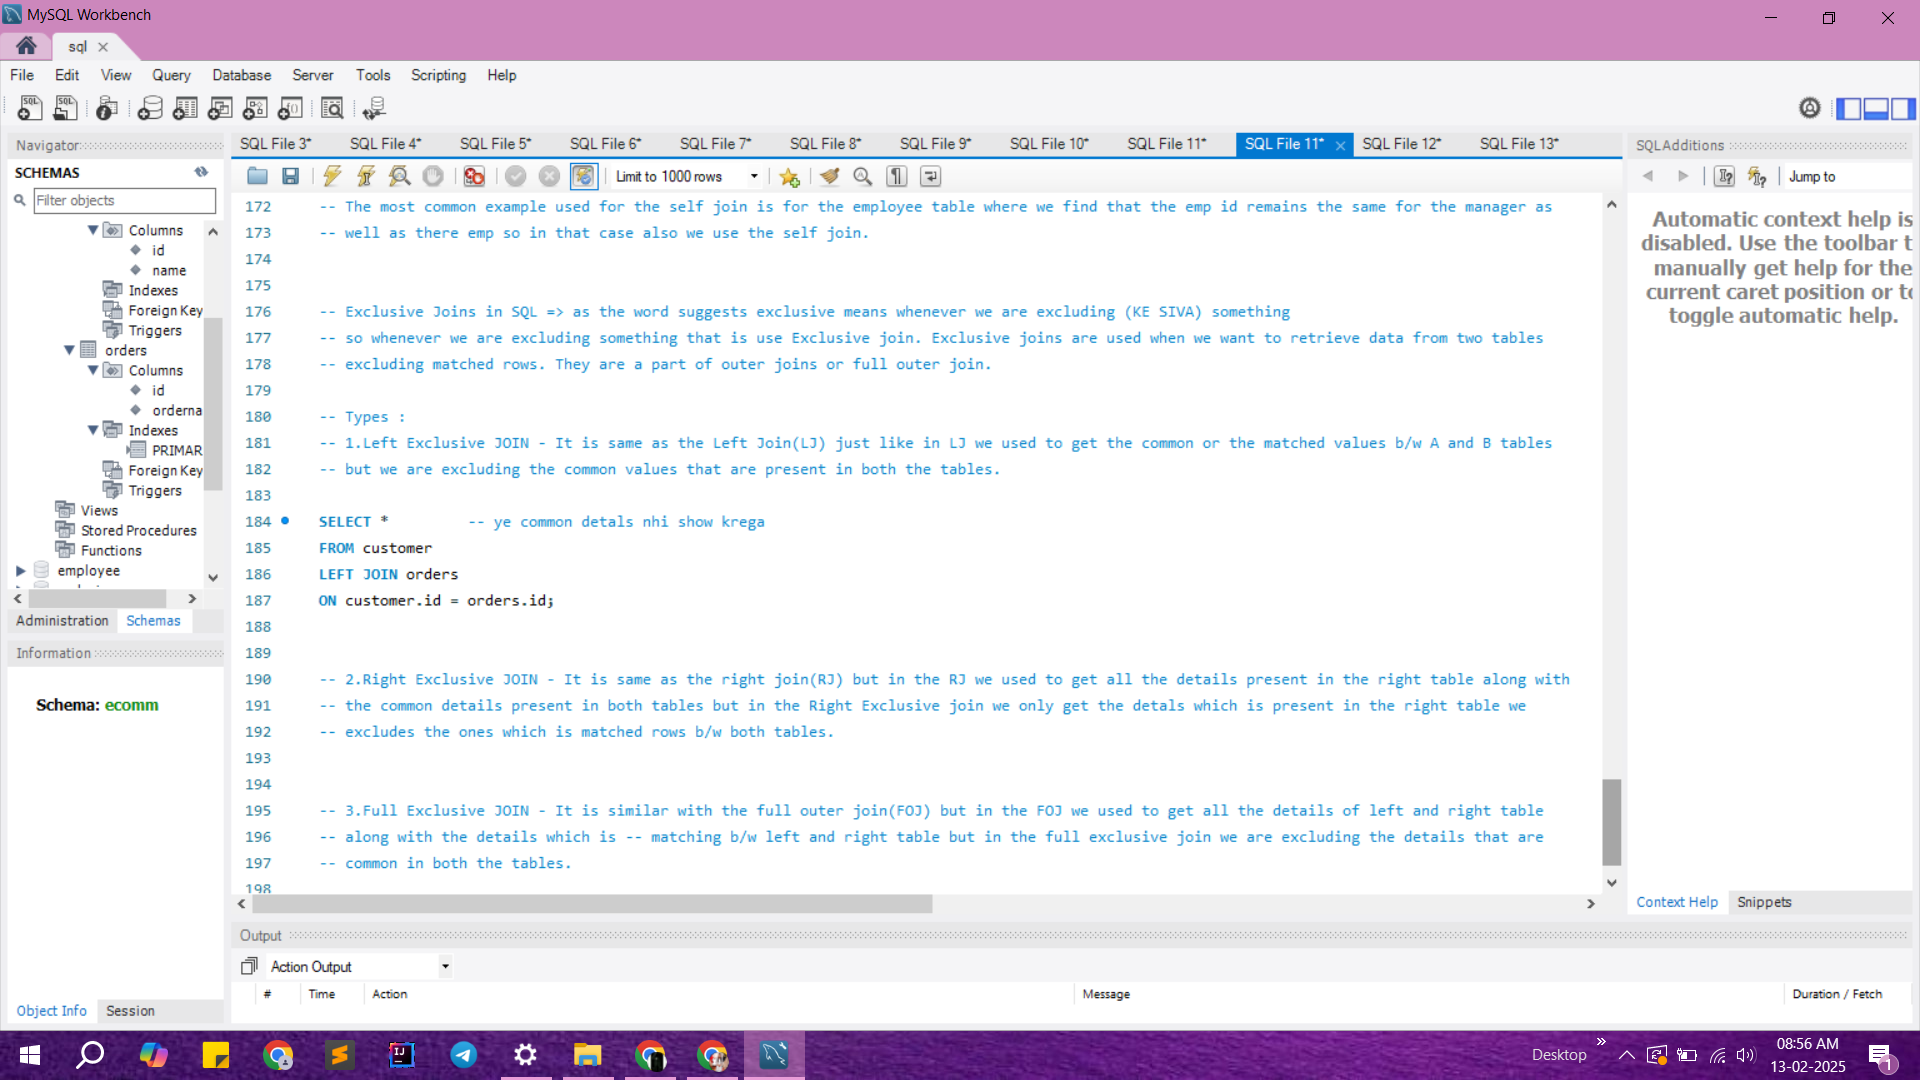 MySQL Workbench
sql
File Edit View Query Database Server Tools Scripting Help
Navigator
SCHEMAS
Filter objects
Columns
id
name
Indexes
Foreign Key
Triggers
orders
Columns
id
orderna
Indexes
PRIMAR
Foreign Key
Triggers
Views
Stored Procedures
Functions
employee
Administration Schemas
Information
Schema: ecomm
Object Info Session
SQL File 3* SQL File 4* SQL File 5* SQL File 6* SQL File 7* SQL File 8* SQL File 9* SQL File 10* SQL File 11* SQL File 11* SQL File 12* SQL File 13*
Limit to 1000 rows
172 -- The most common example used for the self join is for the employee table where we find that the emp id remains the same for the manager as
173 -- well as there emp so in that case also we use the self join.
174
175
176 -- Exclusive Joins in SQL => as the word suggests exclusive means whenever we are excluding (KE SIVA) something
177 -- so whenever we are excluding something that is use Exclusive join. Exclusive joins are used when we want to retrieve data from two tables
178 -- excluding matched rows. They are a part of outer joins or full outer join.
179
180 -- Types :
181 -- 1.Left Exclusive JOIN - It is same as the Left Join(LJ) just like in LJ we used to get the common or the matched values b/w A and B tables
182 -- but we are excluding the common values that are present in both the tables.
183
184 SELECT * -- ye common detals nhi show krega
185 FROM customer
186 LEFT JOIN orders
187 ON customer.id = orders.id;
188
189
190 -- 2.Right Exclusive JOIN - It is same as the right join(RJ) but in the RJ we used to get all the details present in the right table along with
191 -- the common details present in both tables but in the Right Exclusive join we only get the detals which is present in the right table we
192 -- excludes the ones which is matched rows b/w both tables.
193
194
195 -- 3.Full Exclusive JOIN - It is similar with the full outer join(FOJ) but in the FOJ we used to get all the details of left and right table
196 -- along with the details which is -- matching b/w left and right table but in the full exclusive join we are excluding the details that are
197 -- common in both the tables.
198
Output
Action Output
# Time Action Message Duration / Fetch
SQLAdditions
Jump to
Automatic context help is
disabled. Use the toolbar t
manually get help for the
current caret position or to
toggle automatic help.
Context Help Snippets
Desktop
08:56 AM
13-02-2025
1